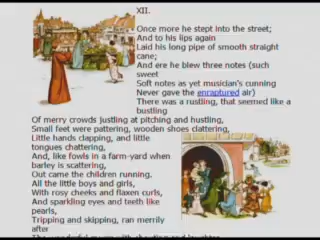 XII.
Once more he stept into the street;
And to his lips again
Laid his long pipe of smooth straight
cane;
And ere he blew three notes (such
sweet
Soft notes as yet musician's cunning
Never gave the enraptured air)
There was a rustling, that seemed like a
bustling
Of merry crowds justling at pitching and hustling,
Small feet were pattering, wooden shoes clattering,
Little hands clapping, and little
tongues chattering,
And, like fowls in a farm-yard when
barley is scattering,
Out came the children running.
All the little boys and girls,
With rosy cheeks and flaxen curls,
And sparkling eyes and teeth like
pearls,
Tripping and skipping, ran merrily
after